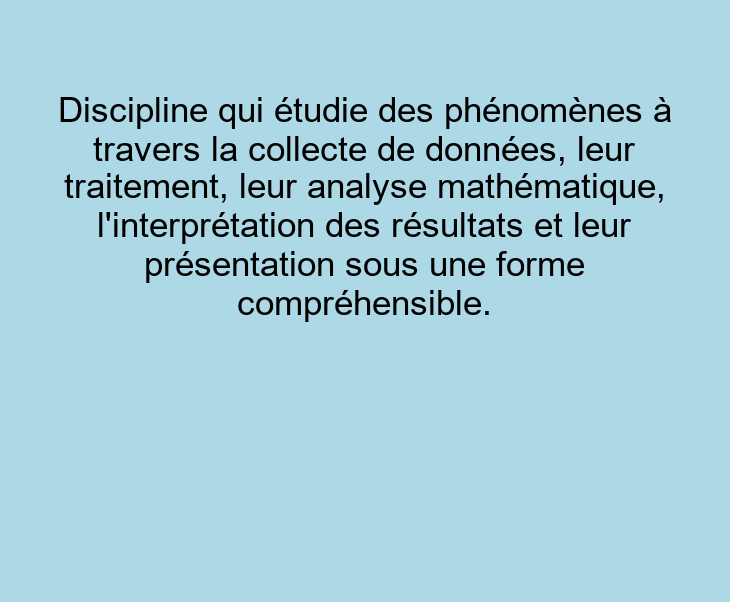 Discipline qui étudie des phénomènes à
travers la collecte de données, leur
traitement, leur analyse mathématique,
l'interprétation des résultats et leur
présentation sous une forme
compréhensible.